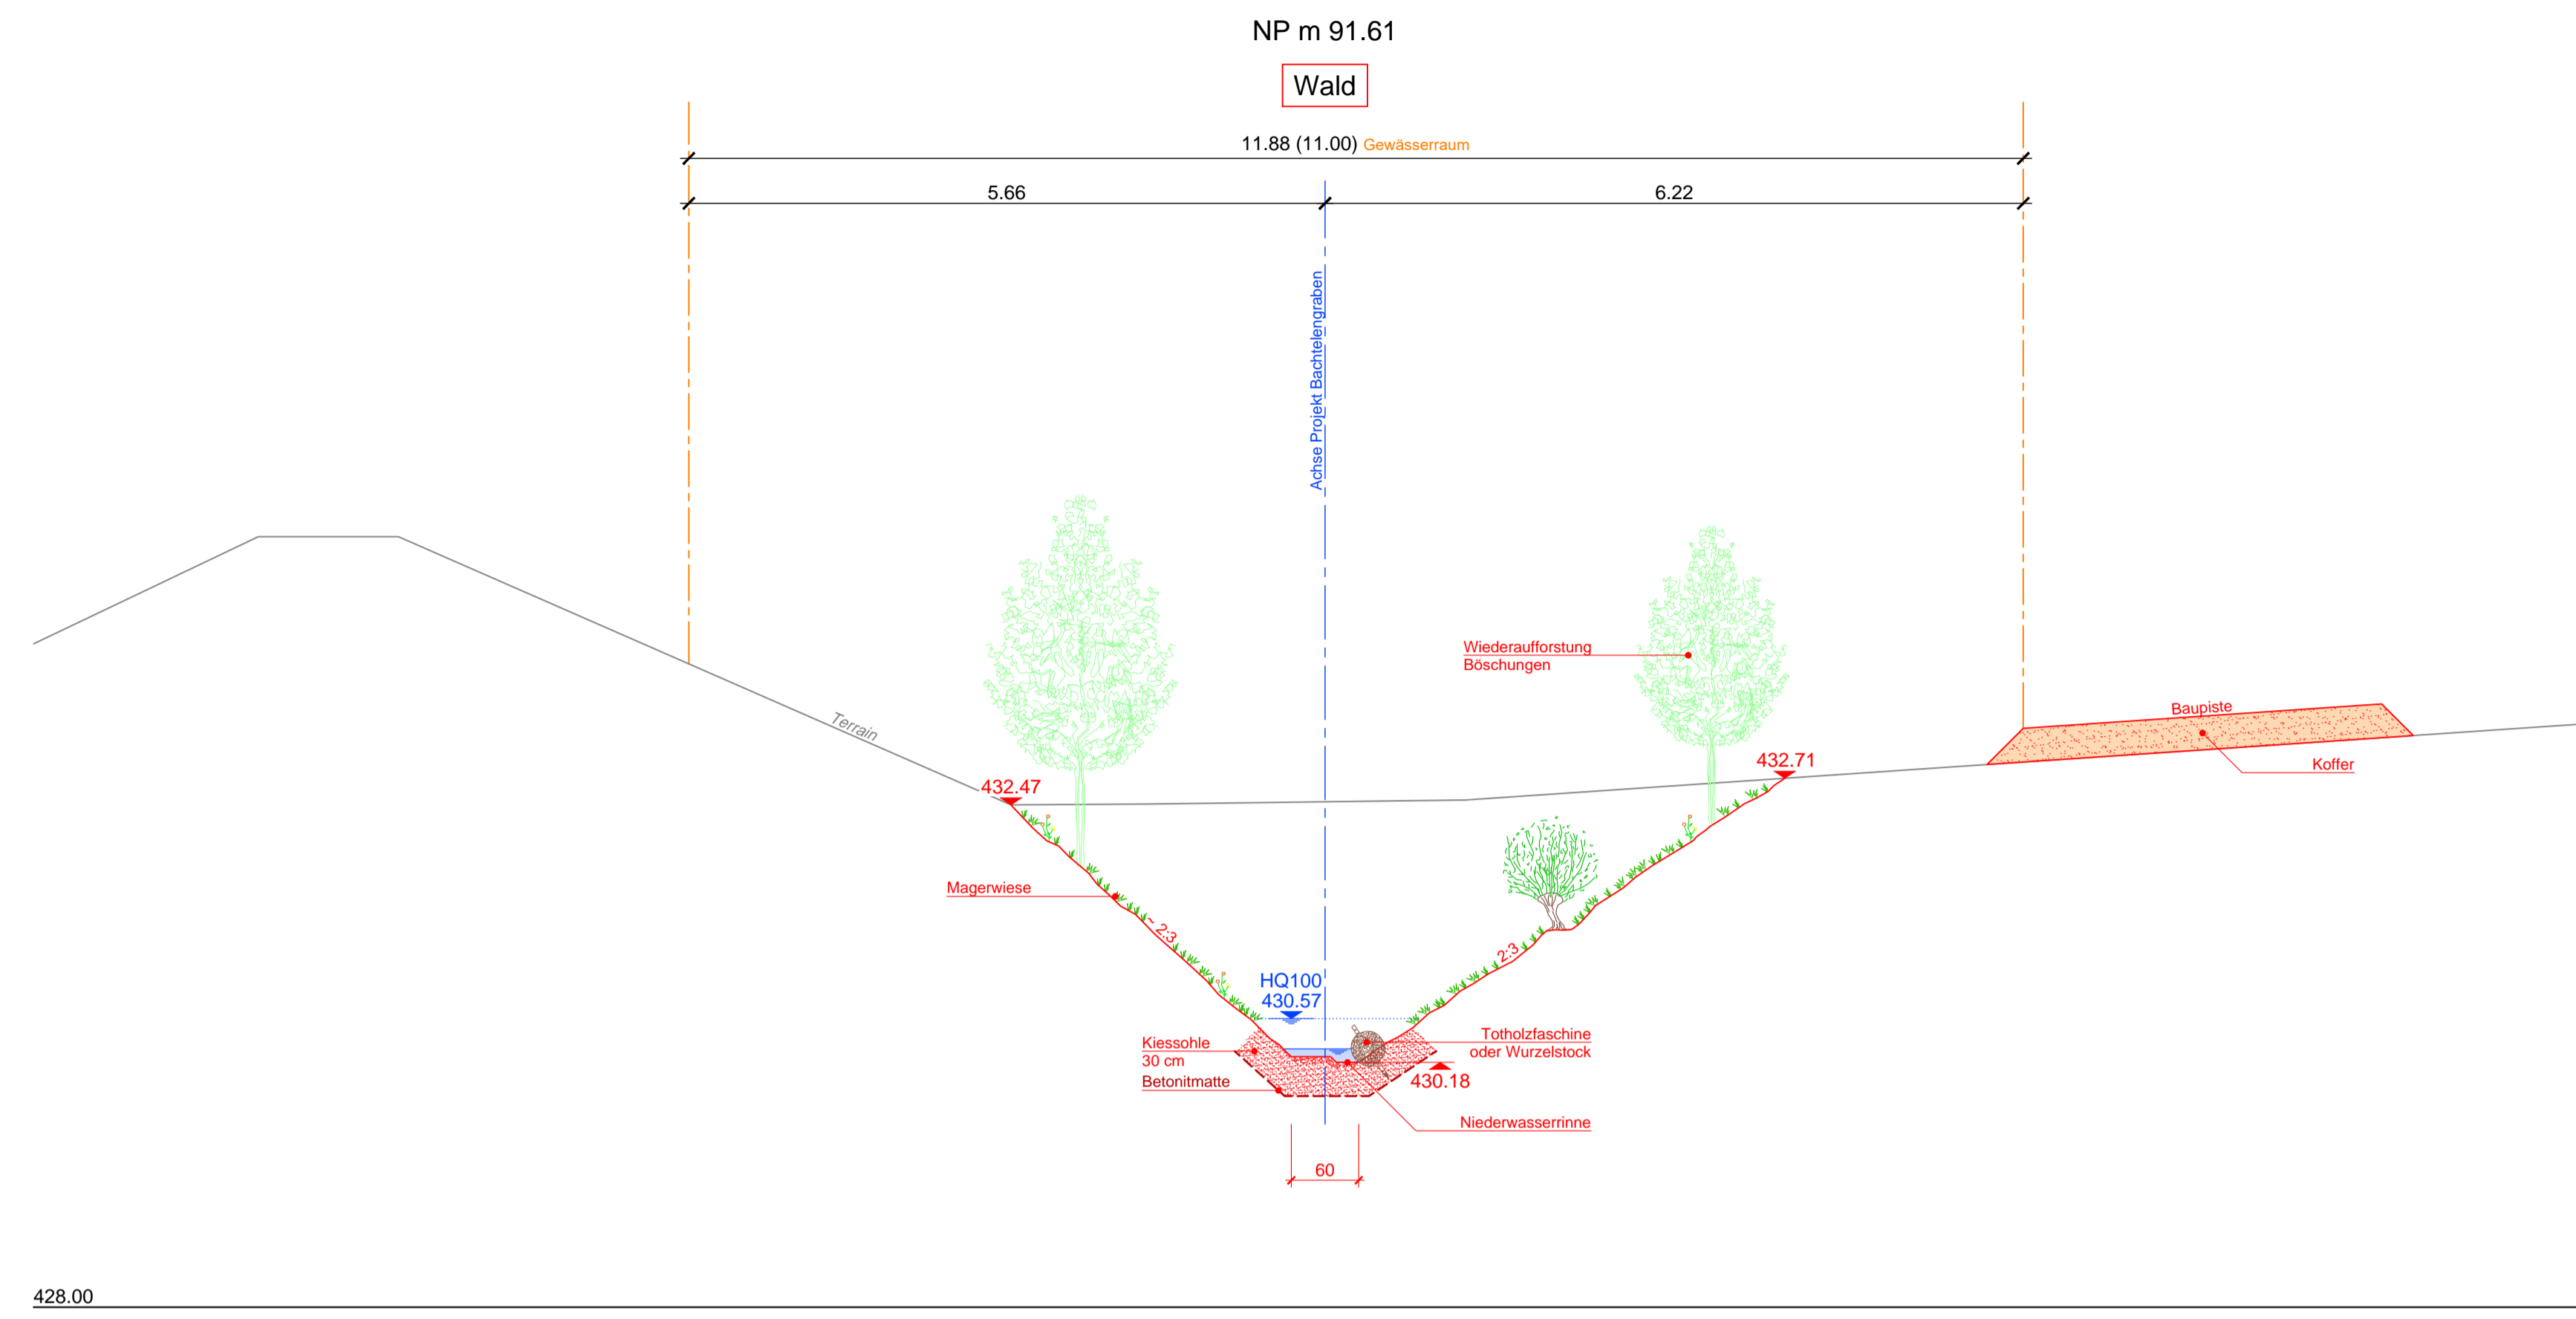 NP m 91.61
Wald
11.88 (11.00) Gewässerraum
5.66
6.22
Achse Projekt Bachtelengraben
Wiederaufforstung
Böschungen
Terrain
Baupiste
Koffer
432.47
432.71
Magerwiese
~ 2:3
2:3
HQ100
430.57
Kiessohle
30 cm
Betonitmatte
Totholzfaschine
oder Wurzelstock
430.18
Niederwasserrinne
60
428.00